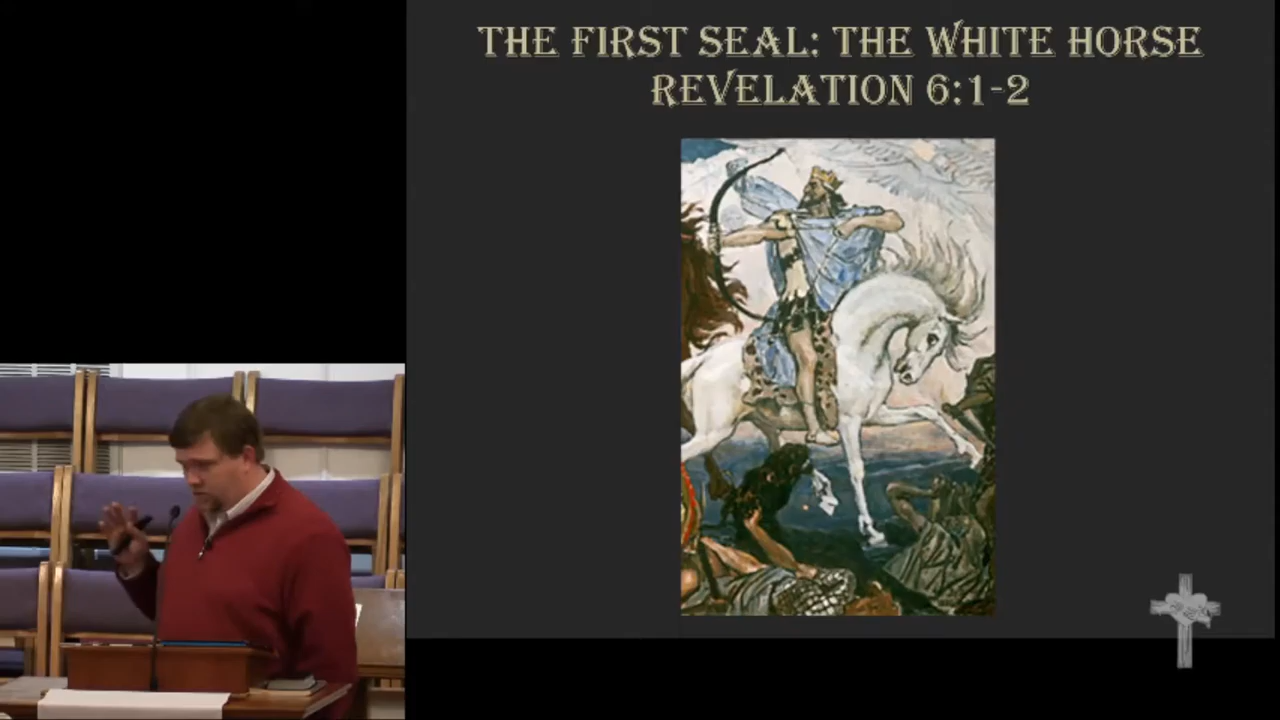 THE FIRST SEAL: THE WHITE HORSE
REVELATION 6:1-2